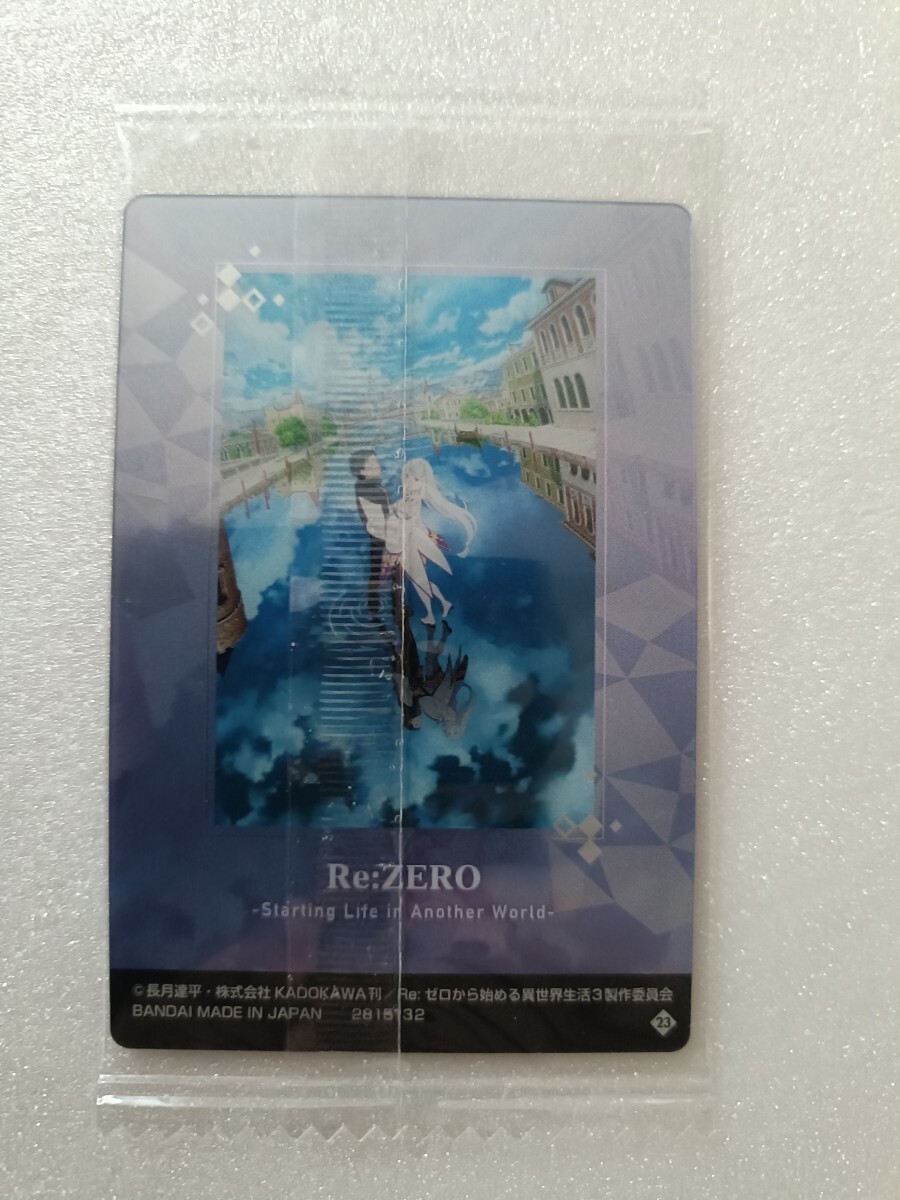 Re:ZERO
-Starting Life in Another World-
©長月達平・株式会社KADOKAWA刊／Re:ゼロから始める異世界生活3製作委員会
BANDAI MADE IN JAPAN 2815132
23